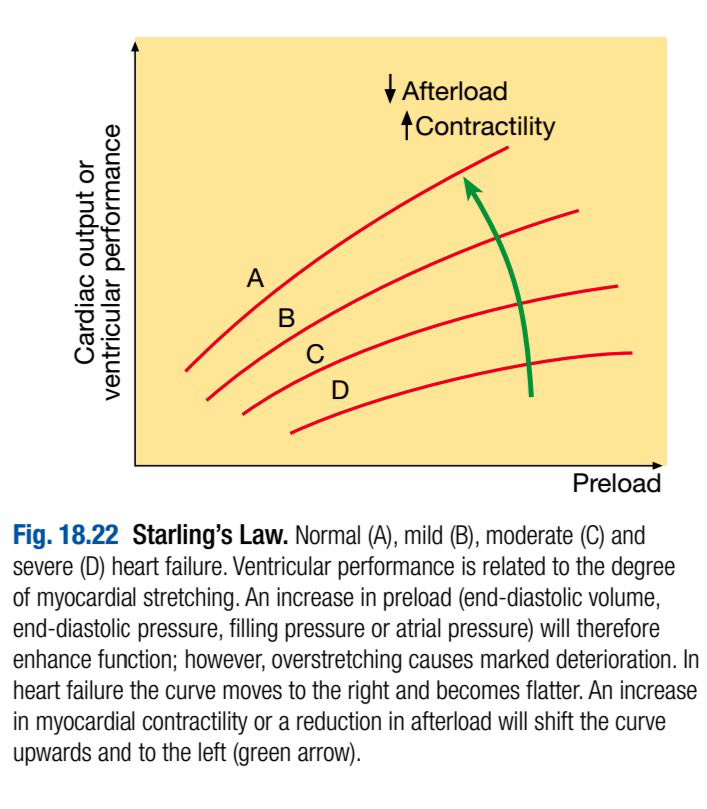 ↓ Afterload
↑ Contractility
Cardiac output or
ventricular performance
A
B
C
D
Preload
Fig. 18.22 Starling's Law. Normal (A), mild (B), moderate (C) and
severe (D) heart failure. Ventricular performance is related to the degree
of myocardial stretching. An increase in preload (end-diastolic volume,
end-diastolic pressure, filling pressure or atrial pressure) will therefore
enhance function; however, overstretching causes marked deterioration. In
heart failure the curve moves to the right and becomes flatter. An increase
in myocardial contractility or a reduction in afterload will shift the curve
upwards and to the left (green arrow).